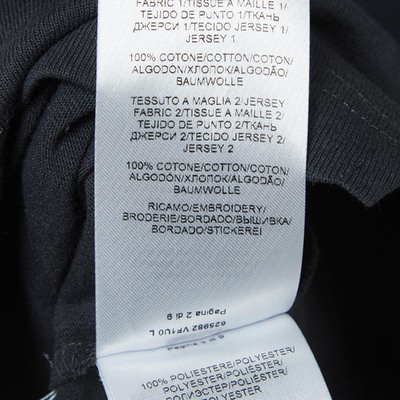 FABRIC 1/TISSU A MAILLE 1/
TEJIDO DE PUNTO 1/ТКАНЬ
ДЖЕРСИ 1/TECIDO JERSEY 1/
JERSEY 1
100% COTONE/COTTON/COTON/
ALGODÓN/ХЛОПОК/ALGODÃO/
BAUMWOLLE
TESSUTO A MAGLIA 2/JERSEY
FABRIC 2/TISSUE A MAILLE 2/
TEJIDO DE PUNTO 2/ТКАНЬ
ДЖЕРСИ 2/TECIDO JERSEY 2/
JERSEY 2
100% COTONE/COTTON/COTON/
ALGODÓN/ХЛОПОК/ALGODÃO/
BAUMWOLLE
RICAMO/EMBROIDERY/
BRODERIE/BORDADO/ВЫШИВКА/
BORDADO/STICKEREI
Pagina 2 di 9
625982 VF1U0 L
100% POLIESTERE/POLYESTER/
POLYESTER/POLIÉSTER/